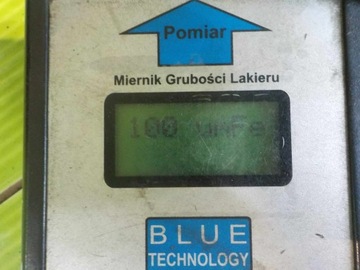 Pomiar
Miernik Grubości Lakieru
100 umFe
BLUE
TECHNOLOGY